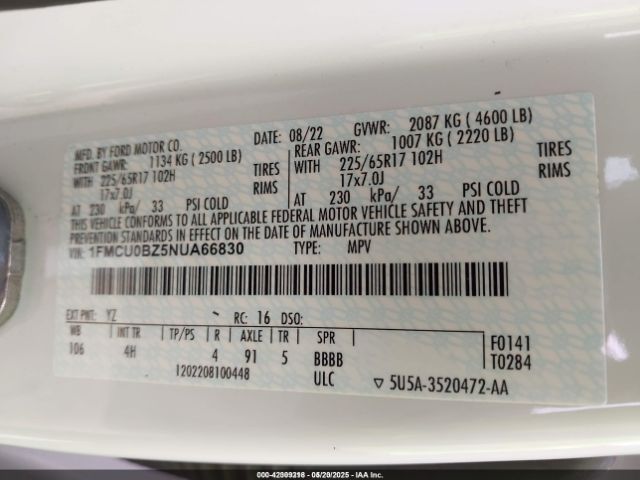 MFD. BY FORD MOTOR CO. DATE: 08/22 GVWR: 2087 KG ( 4600 LB)
FRONT GAWR: 1134 KG ( 2500 LB) REAR GAWR: 1007 KG ( 2220 LB)
WITH 225/65R17 102H TIRES WITH 225/65R17 102H TIRES
17x7.0J RIMS 17x7.0J RIMS
AT 230 kPa/ 33 PSI COLD AT 230 kPa/ 33 PSI COLD
THIS VEHICLE CONFORMS TO ALL APPLICABLE FEDERAL MOTOR VEHICLE SAFETY AND THEFT
PREVENTION STANDARDS IN EFFECT ON THE DATE OF MANUFACTURE SHOWN ABOVE.
VIN: 1FMCU0BZ5NUA66830 TYPE: MPV
EXT PNT: YZ RC: 16 DSO:
WB INT TR TP/PS R AXLE TR SPR F0141
106 4H 4 91 5 BBBB T0284
I202208100448 ULC ▽ 5U5A-3520472-AA
05/20/2025 - IAA Inc.